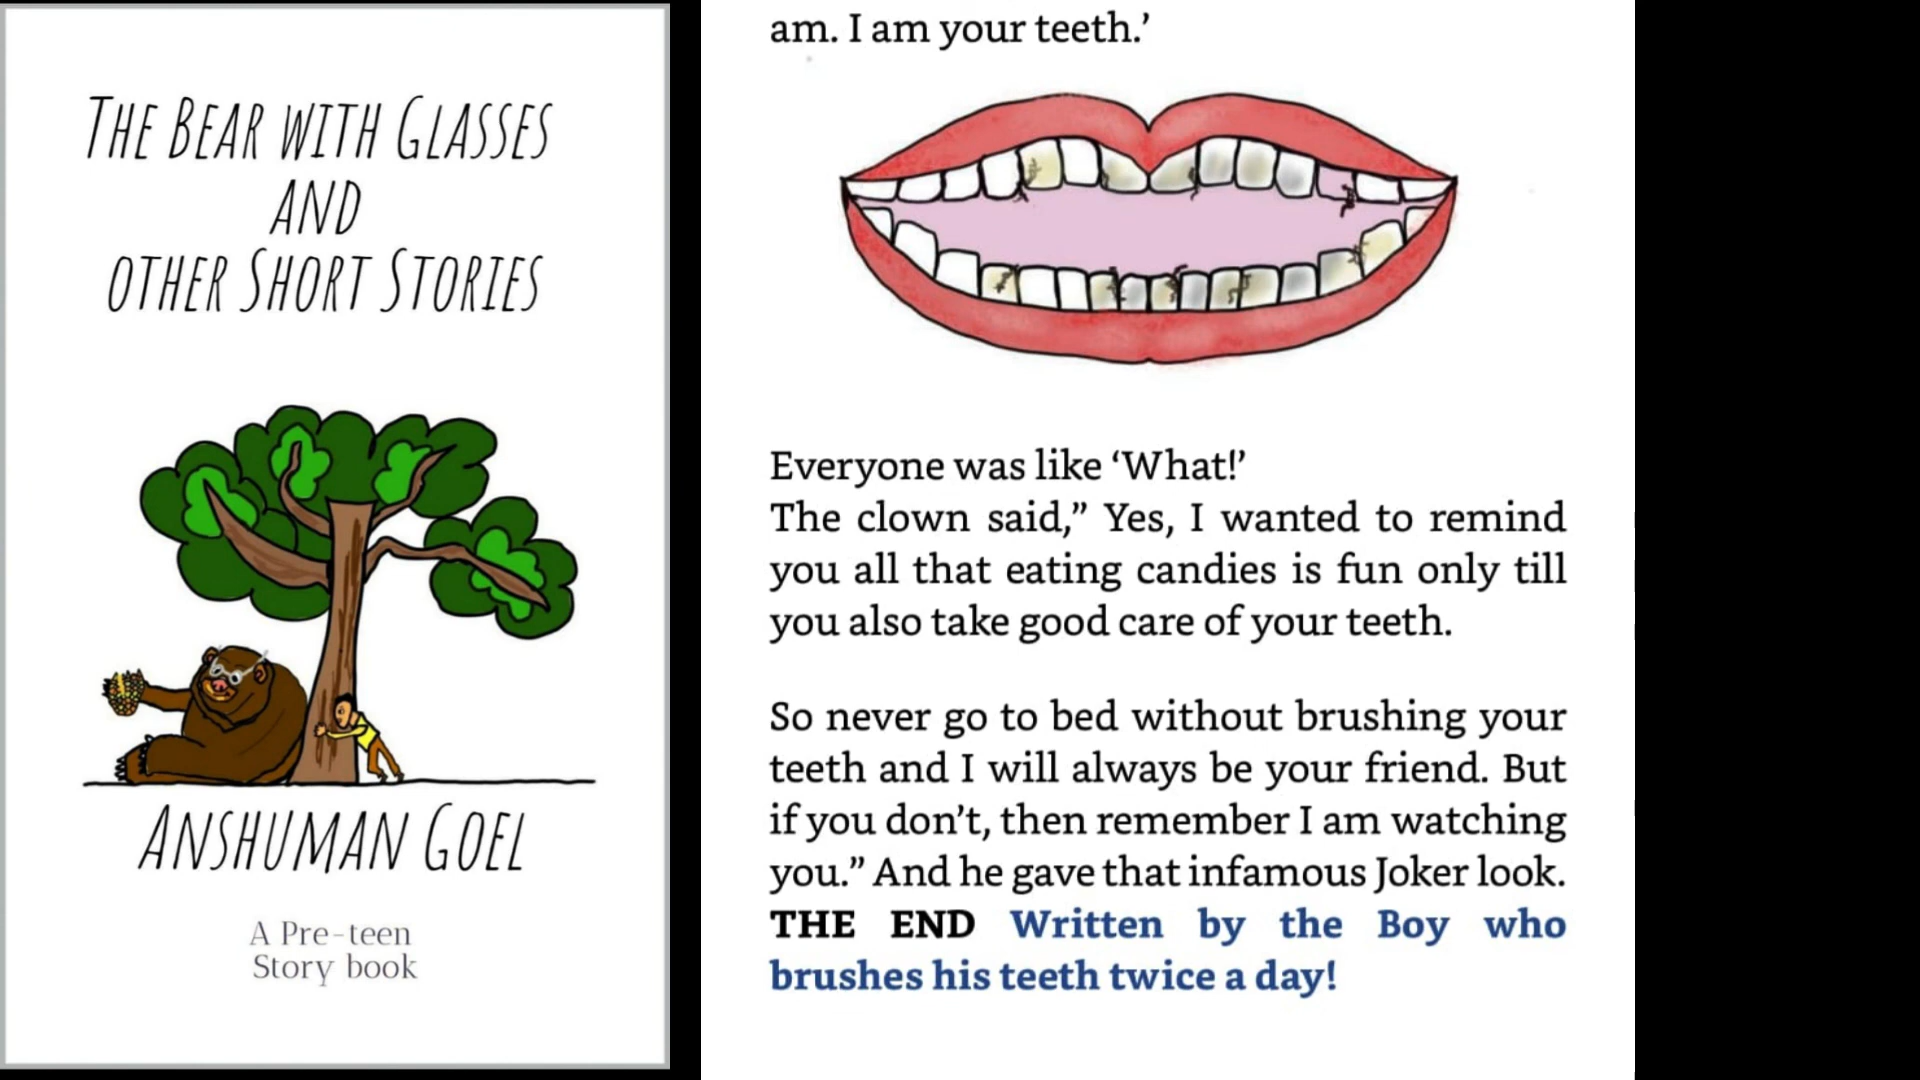 THE BEAR WITH GLASSES
AND
OTHER SHORT STORIES
ANSHUMAN GOEL
A Pre-teen
Story book
am. I am your teeth.’
Everyone was like ‘What!’
The clown said,” Yes, I wanted to remind
you all that eating candies is fun only till
you also take good care of your teeth.
So never go to bed without brushing your
teeth and I will always be your friend. But
if you don’t, then remember I am watching
you.” And he gave that infamous Joker look.
THE END Written by the Boy who
brushes his teeth twice a day!